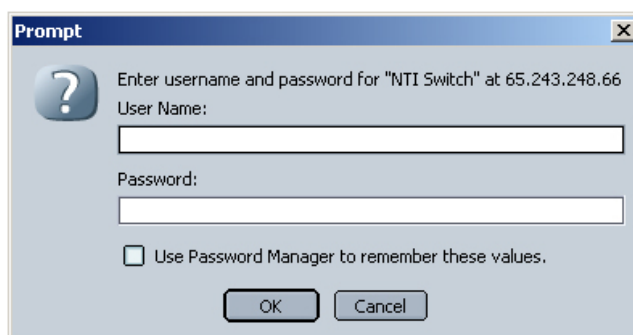 Prompt
Enter username and password for "NTI Switch" at 65.243.248.66
User Name:
Password:
Use Password Manager to remember these values.
OK
Cancel